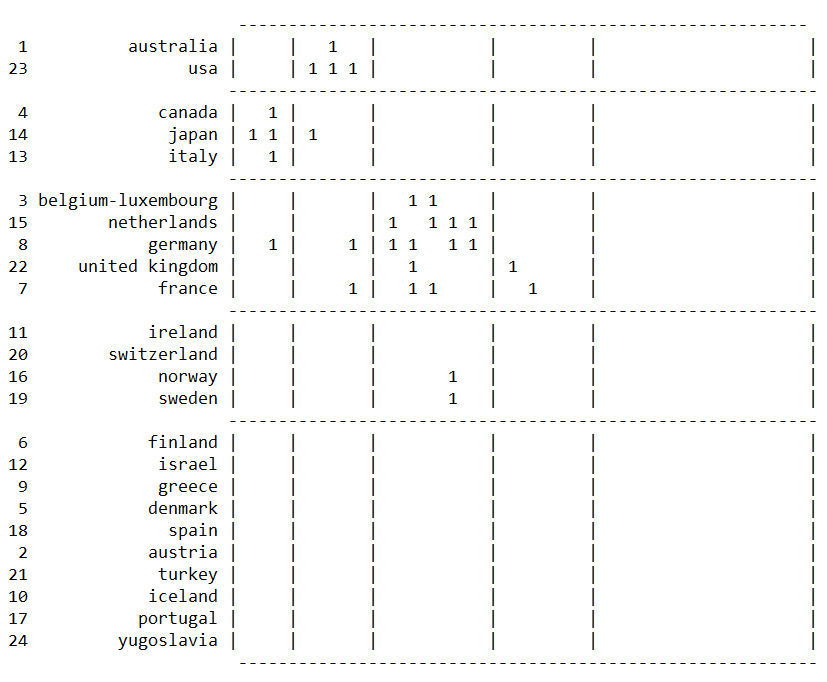 ---------------------------------------------------------
 1          australia |     |   1   |           |         |                     |
23                usa |     | 1 1 1 |           |         |                     |
-----------------------------------------------------------
 4             canada |   1 |       |           |         |                     |
14              japan | 1 1 | 1     |           |         |                     |
13              italy |   1 |       |           |         |                     |
-----------------------------------------------------------
 3 belgium-luxembourg |     |       |   1 1     |         |                     |
15        netherlands |     |       | 1   1 1 1 |         |                     |
 8            germany |   1 |     1 | 1 1   1 1 |         |                     |
22     united kingdom |     |       |   1       | 1       |                     |
 7             france |     |     1 |   1 1     |   1     |                     |
-----------------------------------------------------------
11            ireland |     |       |           |         |                     |
20        switzerland |     |       |           |         |                     |
16             norway |     |       |       1   |         |                     |
19             sweden |     |       |       1   |         |                     |
-----------------------------------------------------------
 6            finland |     |       |           |         |                     |
12             israel |     |       |           |         |                     |
 9             greece |     |       |           |         |                     |
 5            denmark |     |       |           |         |                     |
18              spain |     |       |           |         |                     |
 2            austria |     |       |           |         |                     |
21             turkey |     |       |           |         |                     |
10            iceland |     |       |           |         |                     |
17           portugal |     |       |           |         |                     |
24         yugoslavia |     |       |           |         |                     |
----------------------------------------------------------